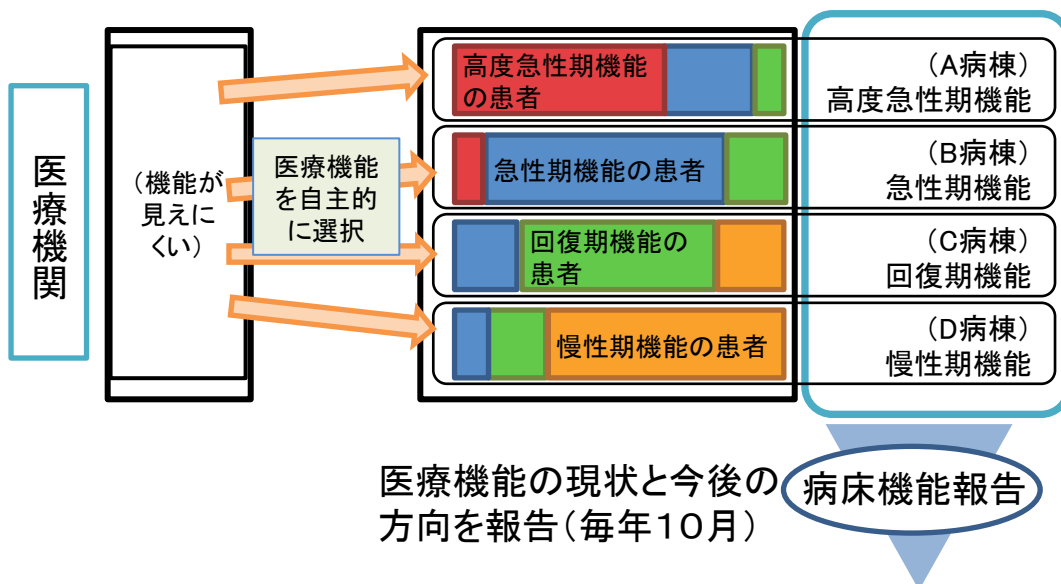 医療機関
(機能が
見えに
くい)
医療機能
を自主的
に選択
高度急性期機能
の患者
(A病棟)
高度急性期機能
急性期機能の患者
(B病棟)
急性期機能
回復期機能の
患者
(C病棟)
回復期機能
慢性期機能の患者
(D病棟)
慢性期機能
医療機能の現状と今後の
方向を報告(毎年10月)
病床機能報告